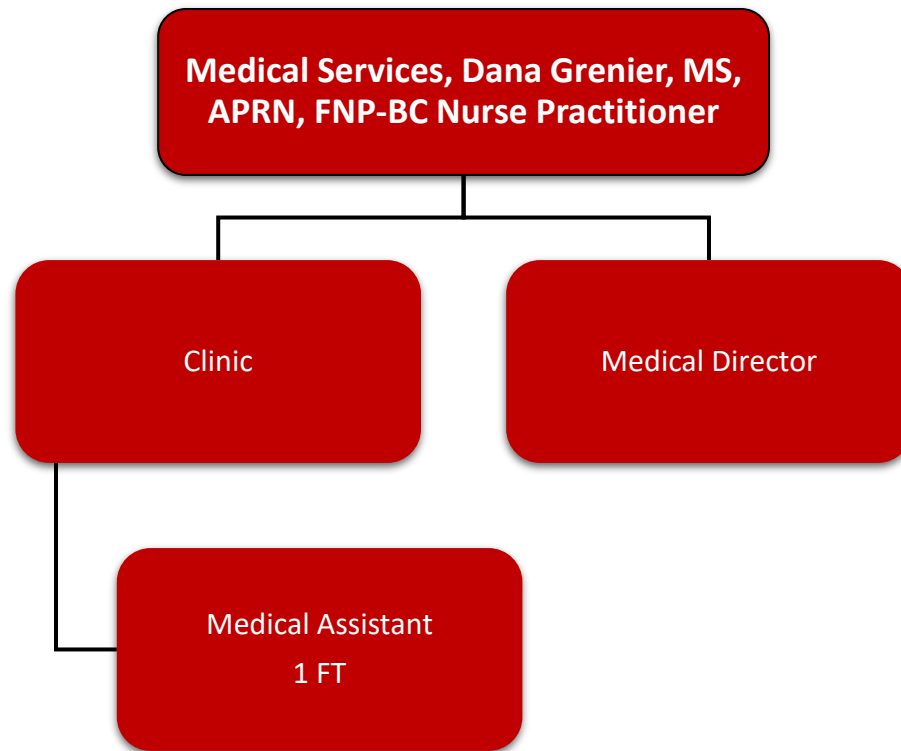 Medical Services, Dana Grenier, MS,
APRN, FNP-BC Nurse Practitioner
Clinic
Medical Director
Medical Assistant
1 FT